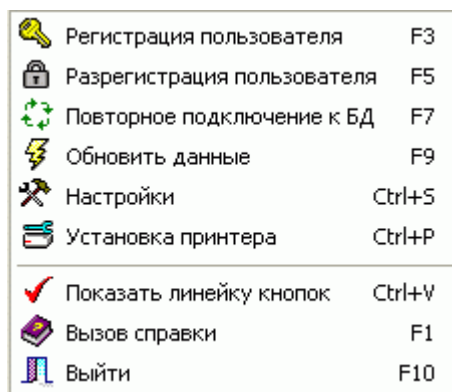 Регистрация пользователя F3
Разрегистрация пользователя F5
Повторное подключение к БД F7
Обновить данные F9
Настройки Ctrl+S
Установка принтера Ctrl+P
Показать линейку кнопок Ctrl+V
Вызов справки F1
Выйти F10